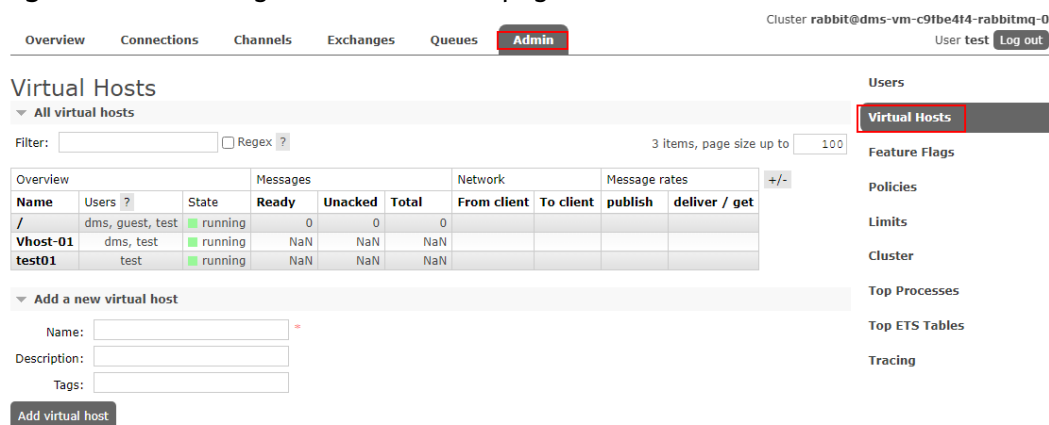 Cluster rabbit@dms-vm-c9fbe4f4-rabbitmq-0
Overview Connections Channels Exchanges Queues Admin
User test Log out
Virtual Hosts
All virtual hosts
Filter: Regex ? 3 items, page size up to 100
Overview Messages Network Message rates +/-
Name Users ? State Ready Unacked Total From client To client publish deliver / get
/ dms, guest, test running 0 0 0
Vhost-01 dms, test running NaN NaN NaN
test01 test running NaN NaN NaN
Add a new virtual host
Name: *
Description:
Tags:
Add virtual host
Users
Virtual Hosts
Feature Flags
Policies
Limits
Cluster
Top Processes
Top ETS Tables
Tracing